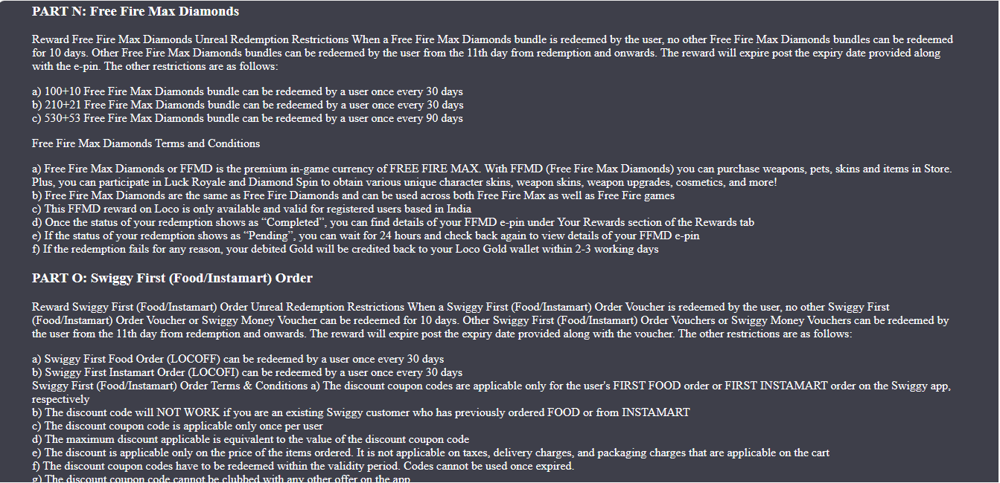 PART N: Free Fire Max Diamonds
Reward Free Fire Max Diamonds Unreal Redemption Restrictions When a Free Fire Max Diamonds bundle is redeemed by the user, no other Free Fire Max Diamonds bundles can be redeemed
for 10 days. Other Free Fire Max Diamonds bundles can be redeemed by the user from the 11th day from redemption and onwards. The reward will expire post the expiry date provided along
with the e-pin. The other restrictions are as follows:
a) 100+10 Free Fire Max Diamonds bundle can be redeemed by a user once every 30 days
b) 210+21 Free Fire Max Diamonds bundle can be redeemed by a user once every 30 days
c) 530+53 Free Fire Max Diamonds bundle can be redeemed by a user once every 90 days
Free Fire Max Diamonds Terms and Conditions
a) Free Fire Max Diamonds or FFMD is the premium in-game currency of FREE FIRE MAX. With FFMD (Free Fire Max Diamonds) you can purchase weapons, pets, skins and items in Store.
Plus, you can participate in Luck Royale and Diamond Spin to obtain various unique character skins, weapon skins, weapon upgrades, cosmetics, and more!
b) Free Fire Max Diamonds are the same as Free Fire Diamonds and can be used across both Free Fire Max as well as Free Fire games
c) This FFMD reward on Loco is only available and valid for registered users based in India
d) Once the status of your redemption shows as “Completed”, you can find details of your FFMD e-pin under Your Rewards section of the Rewards tab
e) If the status of your redemption shows as “Pending”, you can wait for 24 hours and check back again to view details of your FFMD e-pin
f) If the redemption fails for any reason, your debited Gold will be credited back to your Loco Gold wallet within 2-3 working days
PART O: Swiggy First (Food/Instamart) Order
Reward Swiggy First (Food/Instamart) Order Unreal Redemption Restrictions When a Swiggy First (Food/Instamart) Order Voucher is redeemed by the user, no other Swiggy First
(Food/Instamart) Order Voucher or Swiggy Money Voucher can be redeemed for 10 days. Other Swiggy First (Food/Instamart) Order Vouchers or Swiggy Money Vouchers can be redeemed by
the user from the 11th day from redemption and onwards. The reward will expire post the expiry date provided along with the voucher. The other restrictions are as follows:
a) Swiggy First Food Order (LOCOFF) can be redeemed by a user once every 30 days
b) Swiggy First Instamart Order (LOCOFI) can be redeemed by a user once every 30 days
Swiggy First (Food/Instamart) Order Terms & Conditions a) The discount coupon codes are applicable only for the user's FIRST FOOD order or FIRST INSTAMART order on the Swiggy app,
respectively
b) The discount code will NOT WORK if you are an existing Swiggy customer who has previously ordered FOOD or from INSTAMART
c) The discount coupon code is applicable only once per user
d) The maximum discount applicable is equivalent to the value of the discount coupon code
e) The discount is applicable only on the price of the items ordered. It is not applicable on taxes, delivery charges, and packaging charges that are applicable on the cart
f) The discount coupon codes have to be redeemed within the validity period. Codes cannot be used once expired.
g) The discount coupon code cannot be clubbed with any other offer on the app